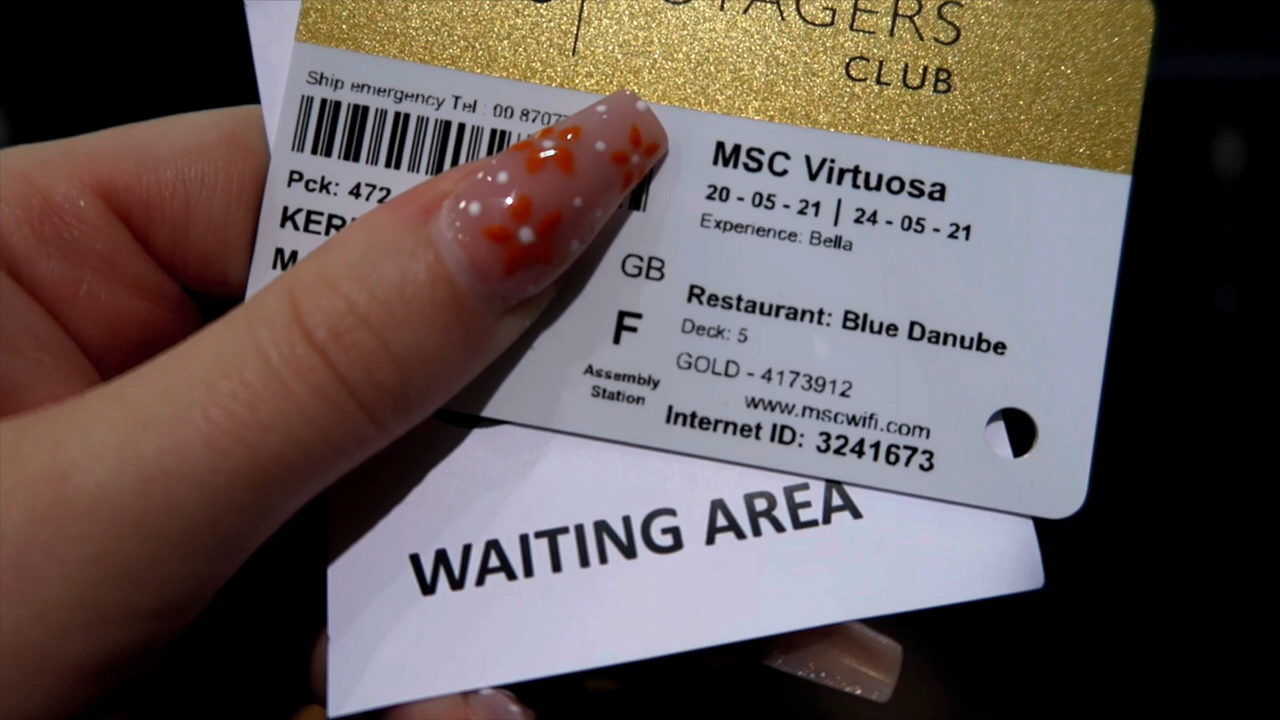 VOYAGERS
CLUB
Ship emergency Tel : 00 8707
Pck: 472
MSC Virtuosa
20 - 05 - 21 | 24 - 05 - 21
Experience: Bella
GB
F
Assembly
Station
Restaurant: Blue Danube
Deck: 5
GOLD - 4173912
www.mscwifi.com
Internet ID: 3241673
WAITING AREA